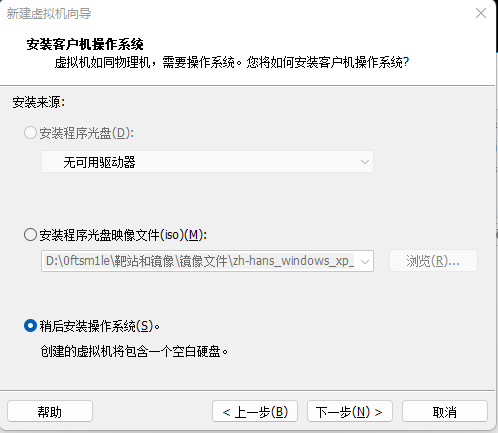 新建虚拟机向导
安装客户机操作系统
虚拟机如同物理机，需要操作系统。您将如何安装客户机操作系统?
安装来源:
安装程序光盘(D):
无可用驱动器
安装程序光盘映像文件(iso)(M):
D:\0ftsm1le\靶站和镜像\镜像文件\zh-hans_windows_xp_
浏览(R)...
稍后安装操作系统(S)。
创建的虚拟机将包含一个空白硬盘。
帮助
< 上一步(B)
下一步(N) >
取消